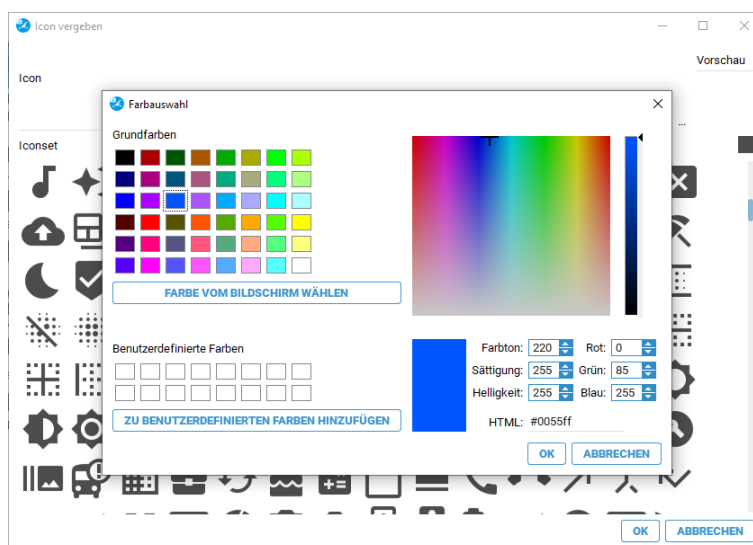 Icon vergeben
Vorschau
Icon
Farbauswahl
Grundfarben
...
Iconset
FARBE VOM BILDSCHIRM WÄHLEN
Benutzerdefinierte Farben
Farbton: 220 Rot: 0
Sättigung: 255 Grün: 85
Helligkeit: 255 Blau: 255
ZU BENUTZERDEFINIERTEN FARBEN HINZUFÜGEN
HTML: #0055ff
OK ABBRECHEN
OK ABBRECHEN